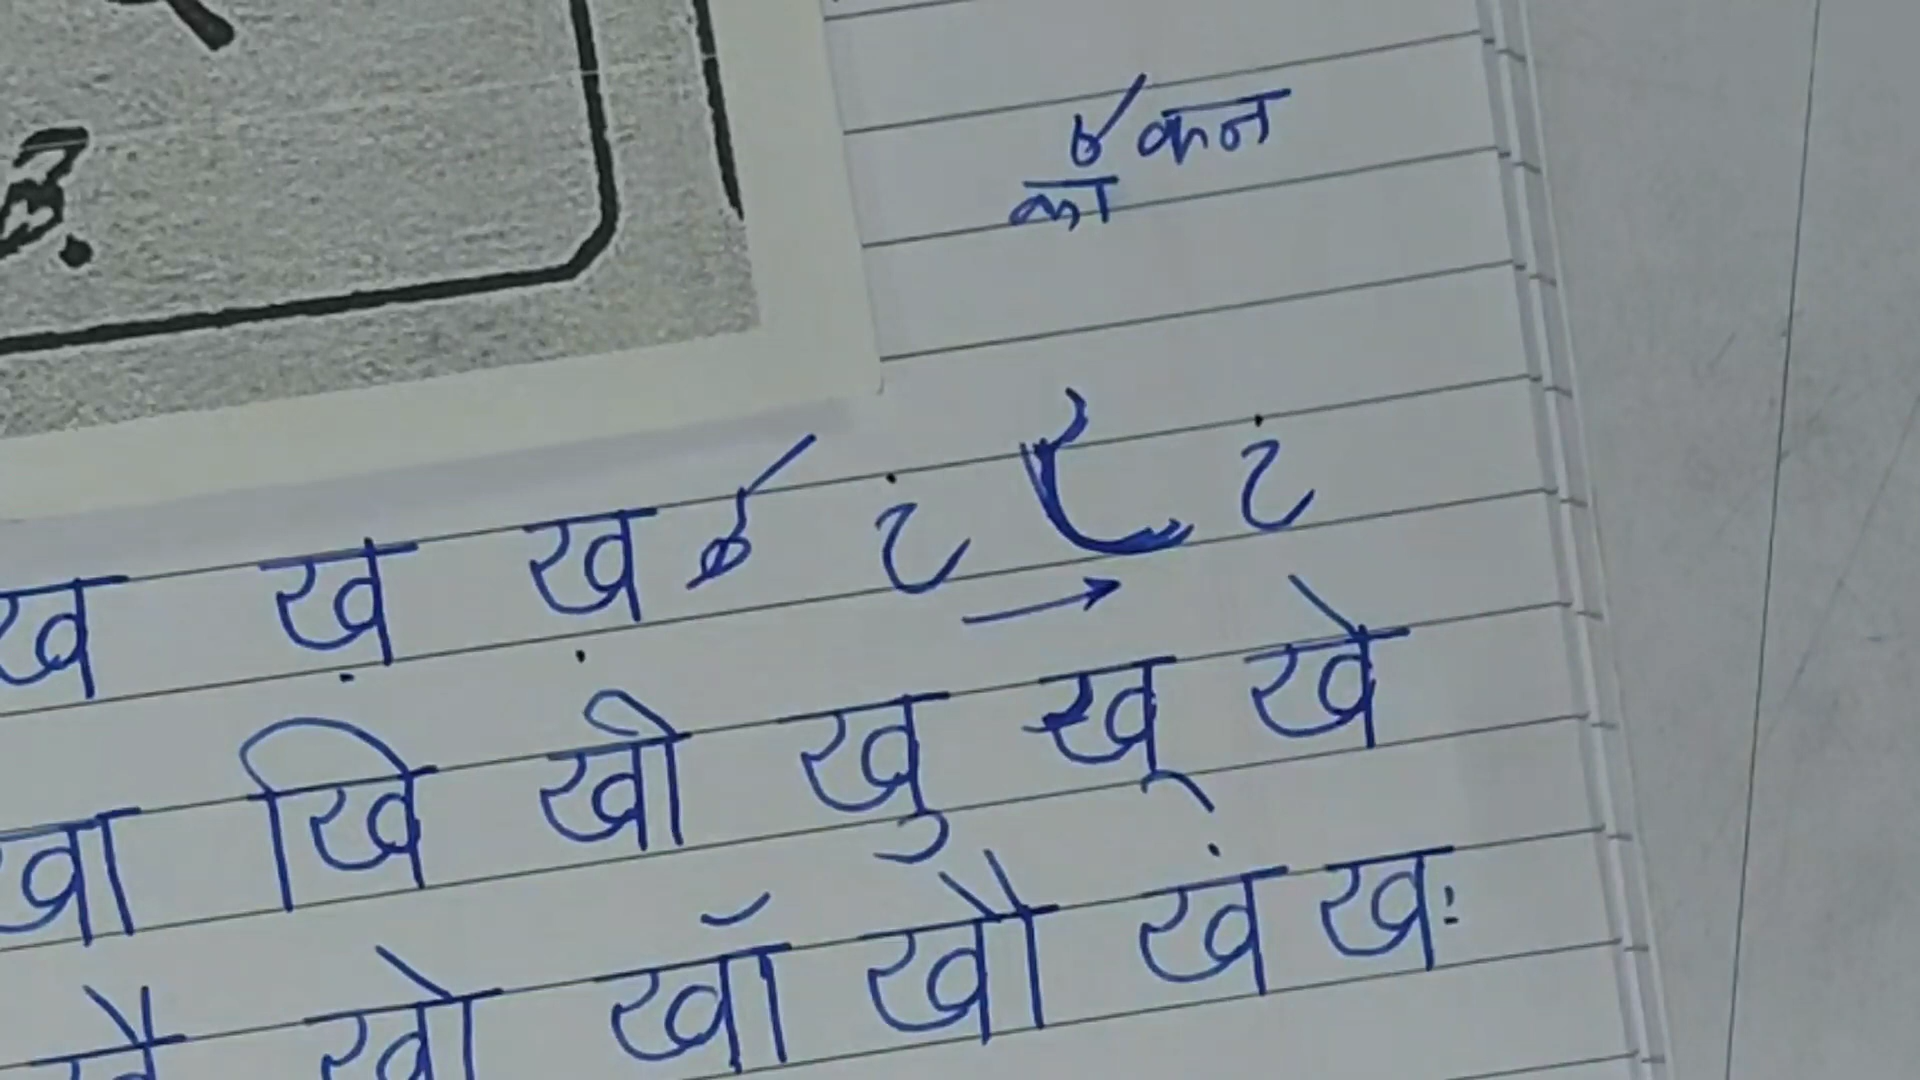 कन
का
ख ख ख
खा खि खी खु खू खे
खै खो खॉ खौ खं खः